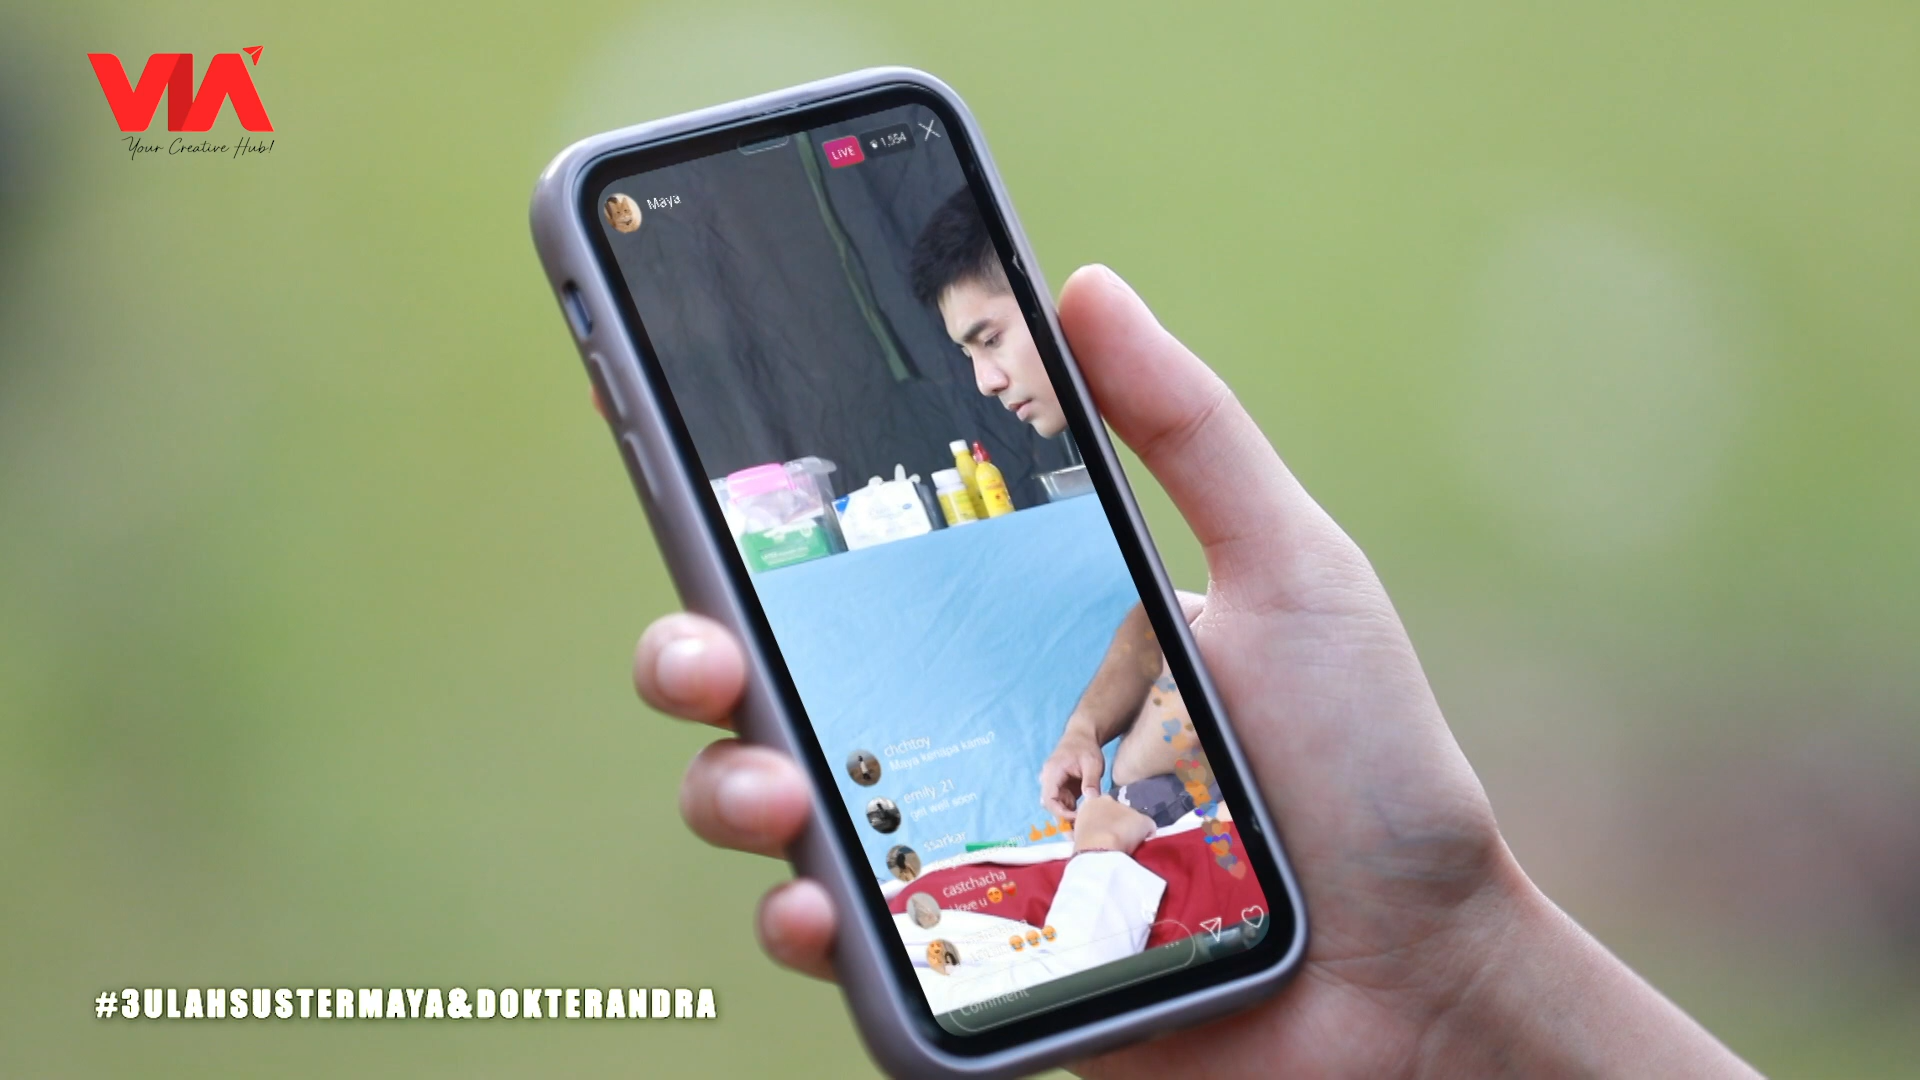 VIA
Your Creative Hub!
LIVE
1,554
Maya
chchtoy
Maya kenapa kamu?
emily_21
get well soon
ssarkar
castchacha
i love u
Comment
#3ULAHSUSTERMAYA&DOKTERANDRA